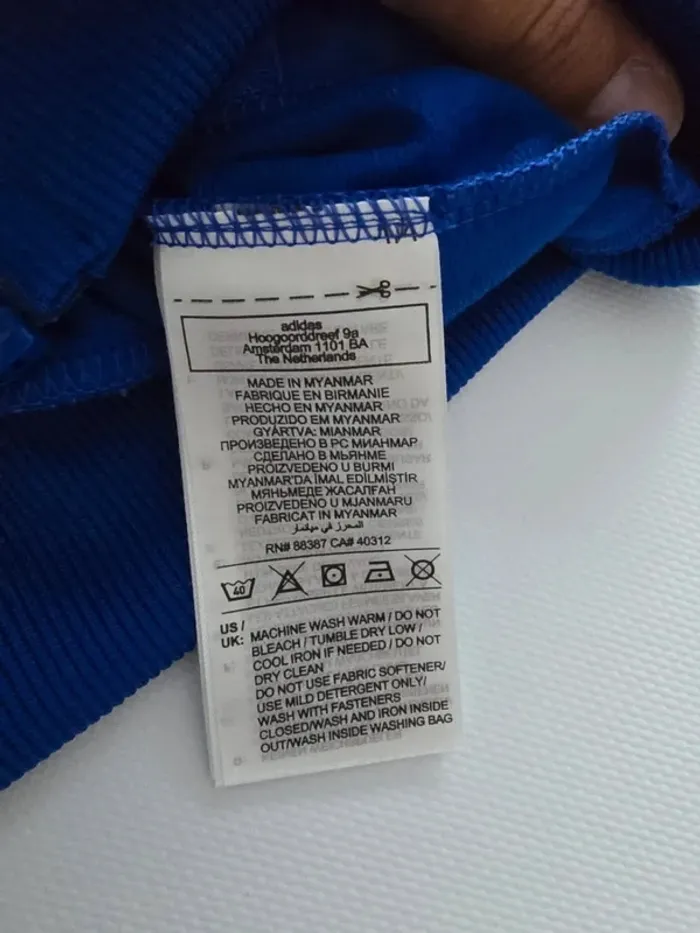 adidas
Hoogoorddreef 9a
Amsterdam 1101 BA
The Netherlands
MADE IN MYANMAR
FABRIQUE EN BIRMANIE
HECHO EN MYANMAR
PRODUZIDO EM MYANMAR
GYÁRTVA: MIANMAR
ПРОИЗВЕДЕНО В РС МИАНМАР
СДЕЛАНО В МЬЯНМЕ
PROIZVEDENO U BURMI
MYANMAR'DA İMAL EDİLMİŞTİR
МЯНЬМЕДЕ ЖАСАЛҒАН
PROIZVEDENO U MJANMARU
FABRICAT IN MYANMAR
في ميانمار
RN# 88387 CA# 40312
40
US / UK: MACHINE WASH WARM / DO NOT
BLEACH / TUMBLE DRY LOW /
COOL IRON IF NEEDED / DO NOT
DRY CLEAN
DO NOT USE FABRIC SOFTENER/
USE MILD DETERGENT ONLY/
WASH WITH FASTENERS
CLOSED/WASH AND IRON INSIDE
OUT/WASH INSIDE WASHING BAG